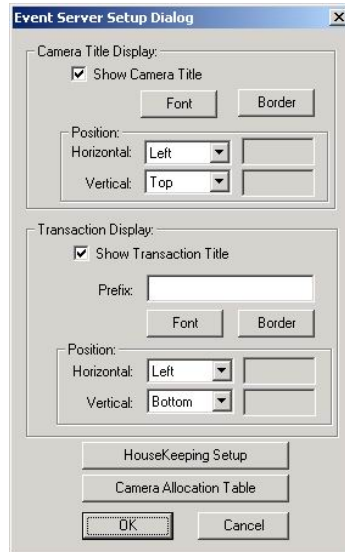 Event Server Setup Dialog
Camera Title Display:
Show Camera Title
Font Border
Position:
Horizontal: Left
Vertical: Top
Transaction Display:
Show Transaction Title
Prefix:
Font Border
Position:
Horizontal: Left
Vertical: Bottom
HouseKeeping Setup
Camera Allocation Table
OK Cancel